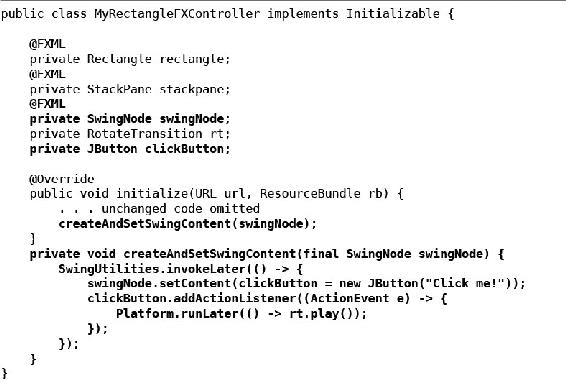 public class MyRectangleFXController implements Initializable {
@FXML
private Rectangle rectangle;
@FXML
private StackPane stackpane;
@FXML
private SwingNode swingNode;
private RotateTransition rt;
private JButton clickButton;
@Override
public void initialize(URL url, ResourceBundle rb) {
. . . unchanged code omitted
createAndSetSwingContent(swingNode);
}
private void createAndSetSwingContent(final SwingNode swingNode) {
SwingUtilities.invokeLater(() -> {
swingNode.setContent(clickButton = new JButton("Click me!"));
clickButton.addActionListener((ActionEvent e) -> {
Platform.runLater(() -> rt.play());
});
});
}
}